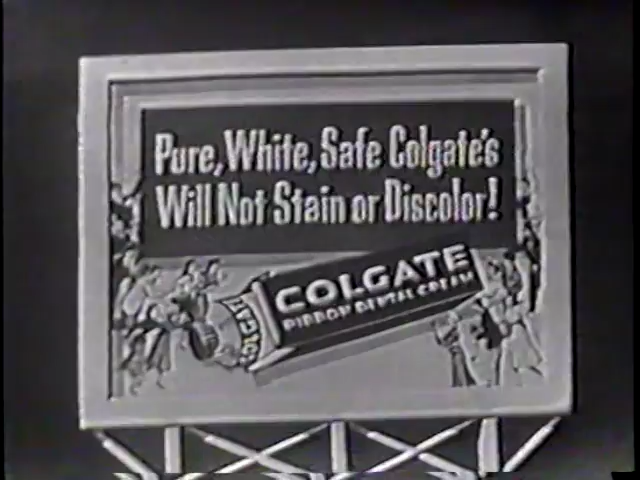 Pure, White, Safe Colgate's
Will Not Stain or Discolor!
COLGATE
RIBBON DENTAL CREAM